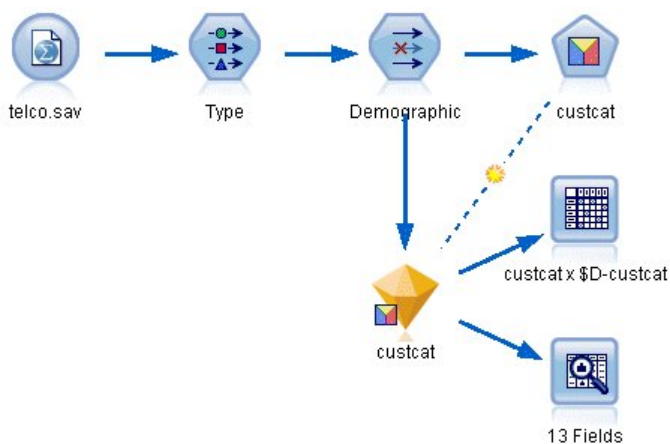 telco.sav
Type
Demographic
custcat
custcat x $D-custcat
custcat
13 Fields